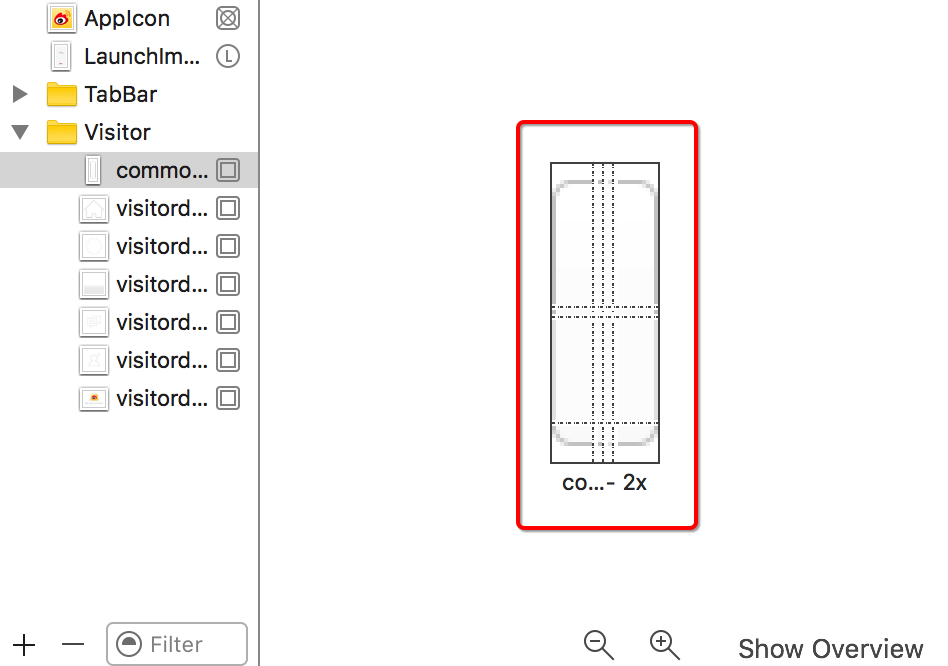 AppIcon
LaunchIm...
L
TabBar
Visitor
commo...
visitord...
visitord...
visitord...
visitord...
visitord...
visitord...
co...- 2x
Filter
Show Overview